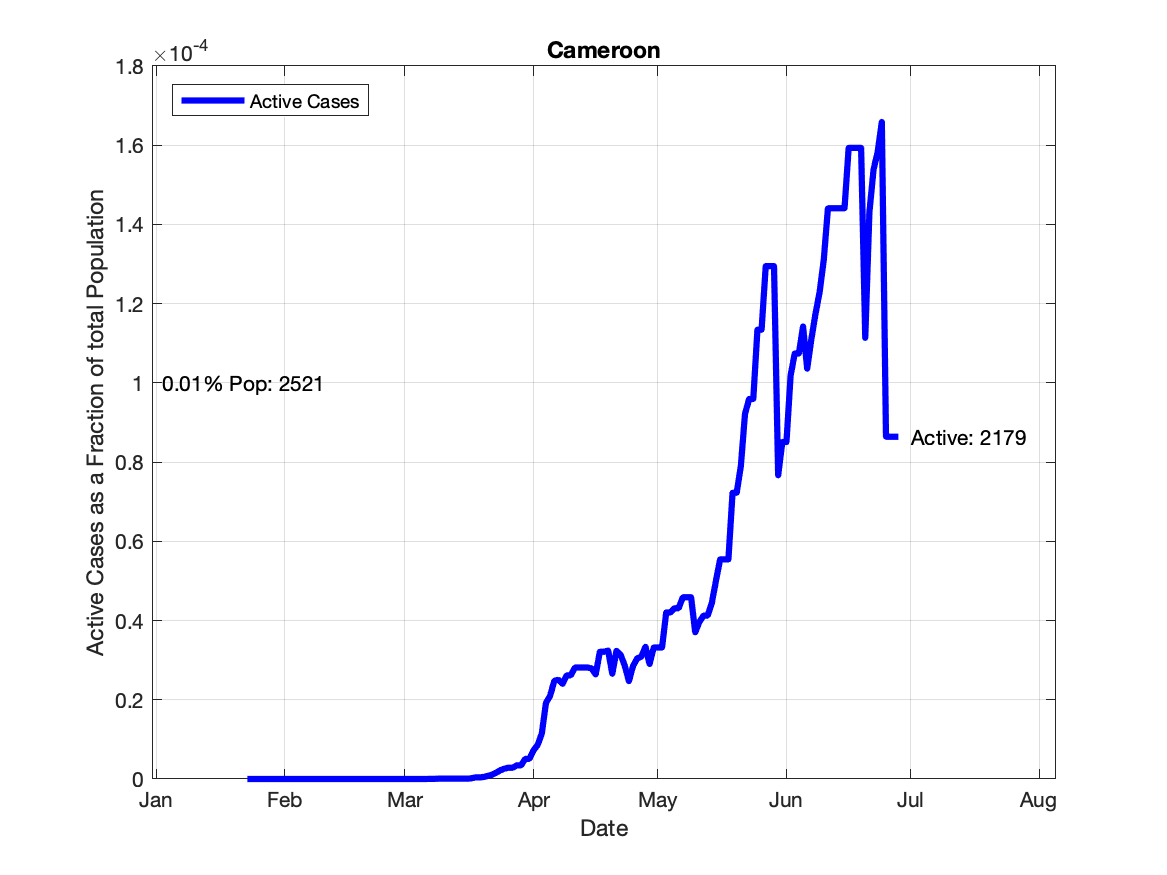 Cameroon
×10-4
Active Cases
1.8
1.6
1.4
1.2
1
0.8
0.6
0.4
0.2
0
Active Cases as a Fraction of total Population
0.01% Pop: 2521
Active: 2179
Jan Feb Mar Apr May Jun Jul Aug
Date